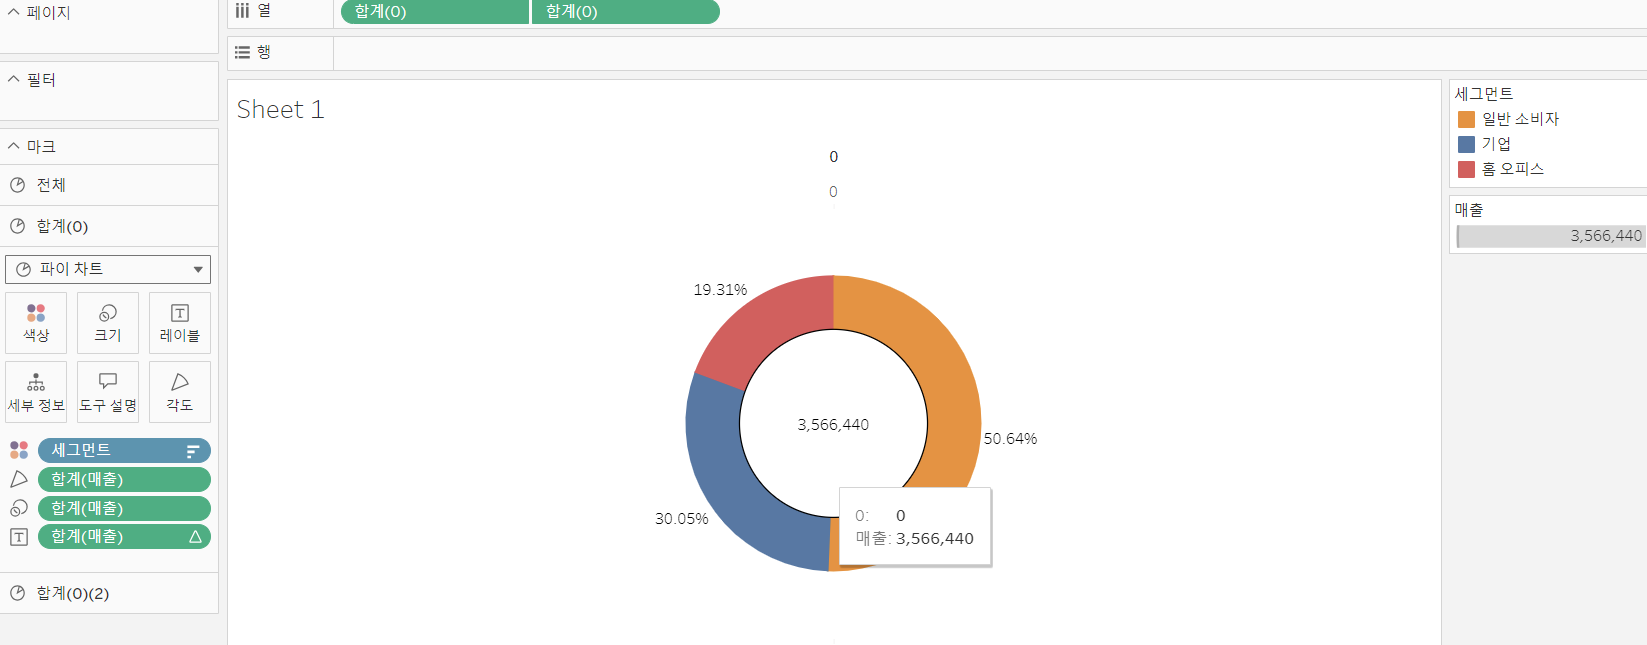 페이지
열
합계(0)
합계(0)
행
필터
마크
전체
합계(0)
파이 차트
색상
크기
레이블
세부 정보
도구 설명
각도
세그먼트
합계(매출)
합계(매출)
합계(매출)
합계(0)(2)
Sheet 1
0
0
19.31%
3,566,440
50.64%
30.05%
0: 0
매출: 3,566,440
세그먼트
일반 소비자
기업
홈 오피스
매출
3,566,440